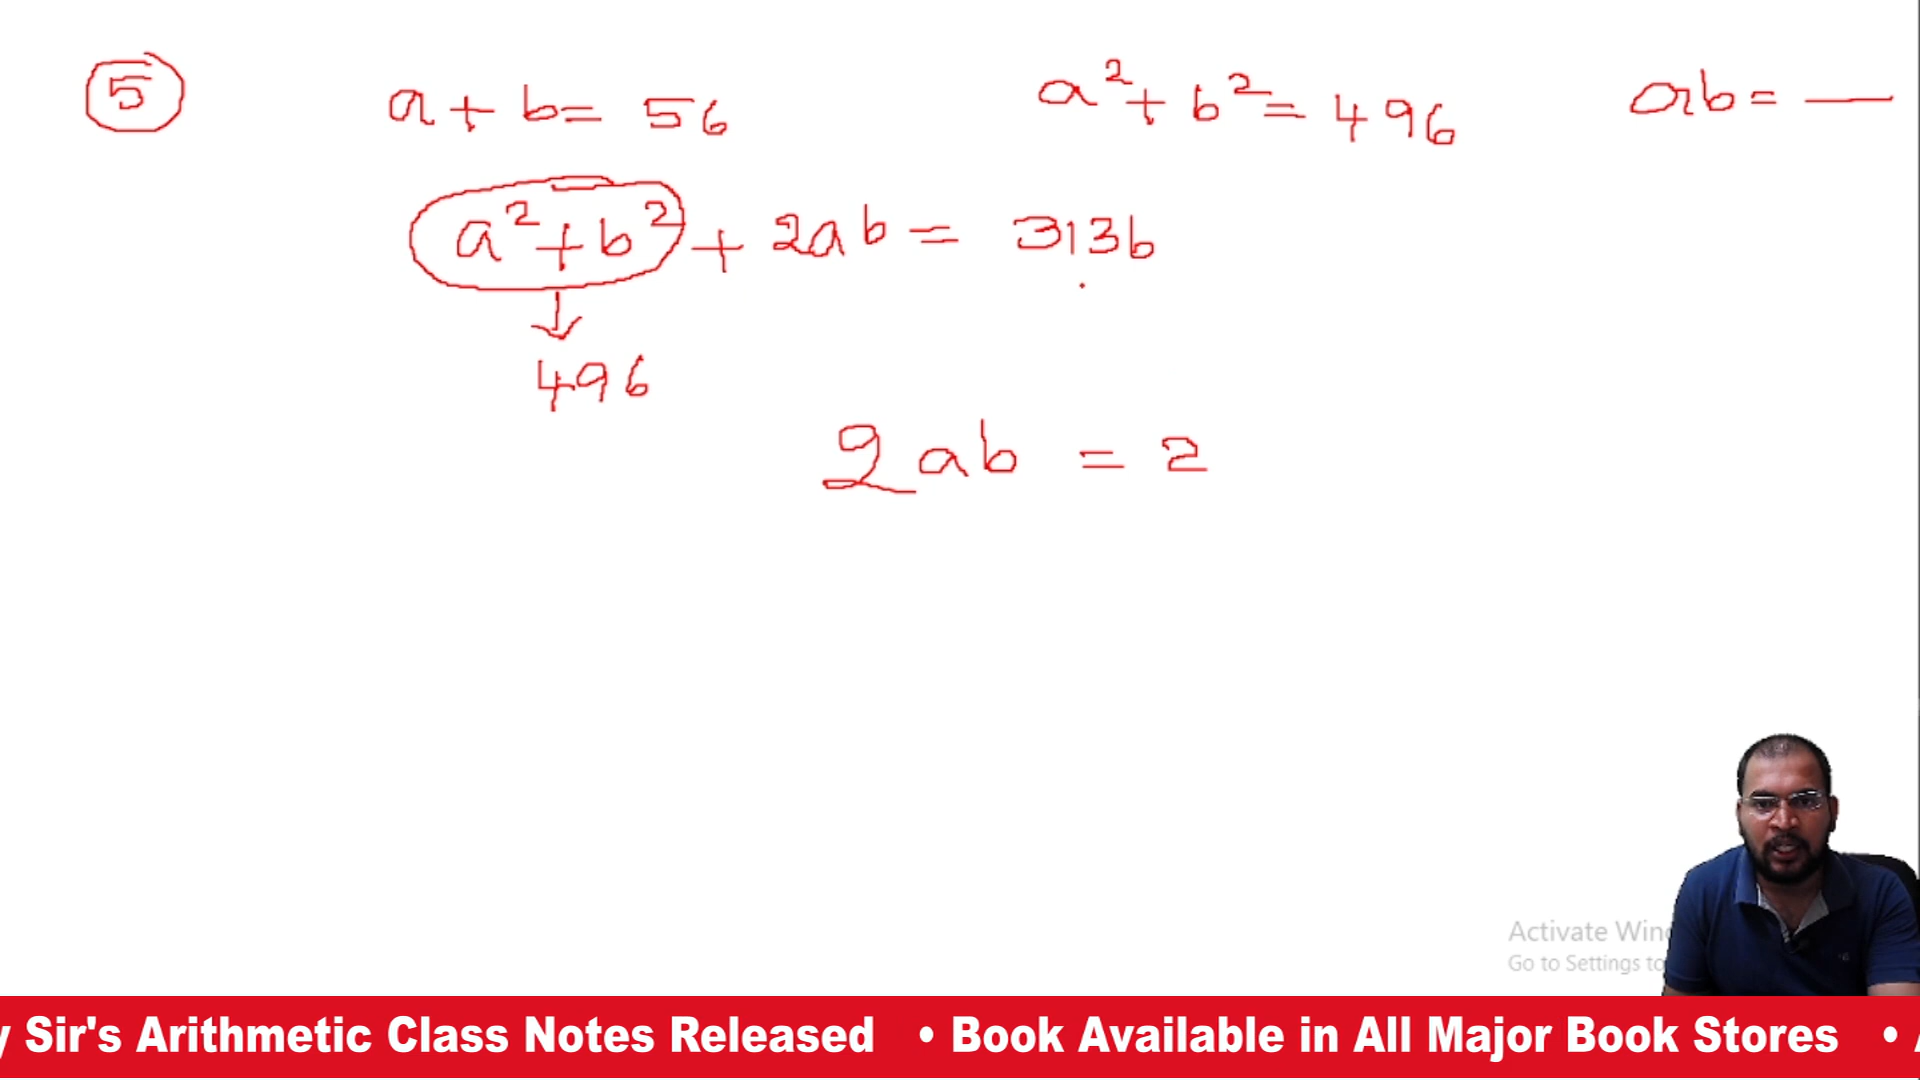 5 a + b = 56 a² + b² = 496 ab = —
a² + b² + 2ab = 3136
496
2ab = 2
Activate Win
Go to Settings to
y Sir's Arithmetic Class Notes Released • Book Available in All Major Book Stores •